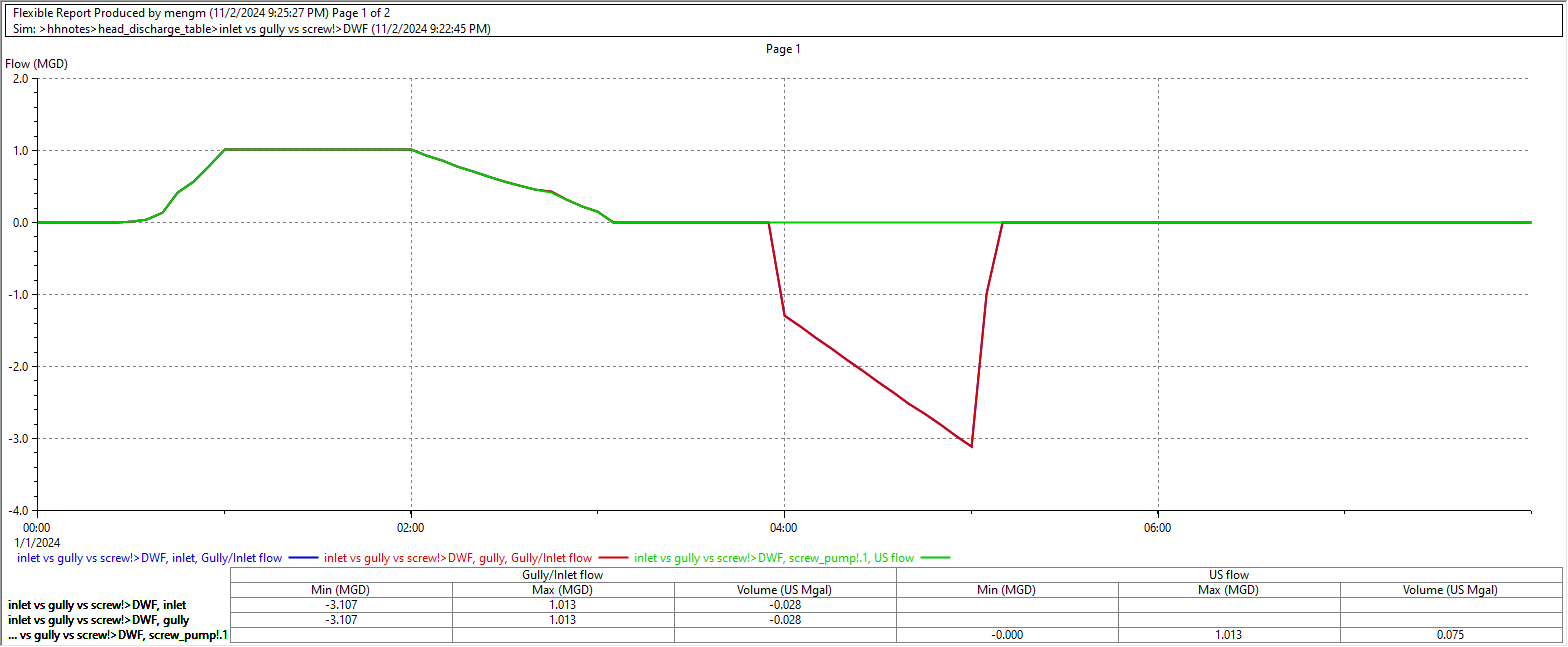 Flexible Report Produced by mengm (11/2/2024 9:25:27 PM) Page 1 of 2
Sim: >hhnotes>head_discharge_table>inlet vs gully vs screw!>DWF (11/2/2024 9:22:45 PM)
Page 1
Flow (MGD)
2.0
1.0
0.0
-1.0
-2.0
-3.0
-4.0
00:00 02:00 04:00 06:00
1/1/2024
inlet vs gully vs screw!>DWF, inlet, Gully/Inlet flow inlet vs gully vs screw!>DWF, gully, Gully/Inlet flow inlet vs gully vs screw!>DWF, screw_pump!.1, US flow
Gully/Inlet flow US flow
Min (MGD) Max (MGD) Volume (US Mgal) Min (MGD) Max (MGD) Volume (US Mgal)
inlet vs gully vs screw!>DWF, inlet -3.107 1.013 -0.028
inlet vs gully vs screw!>DWF, gully -3.107 1.013 -0.028
... vs gully vs screw!>DWF, screw_pump!.1 -0.000 1.013 0.075